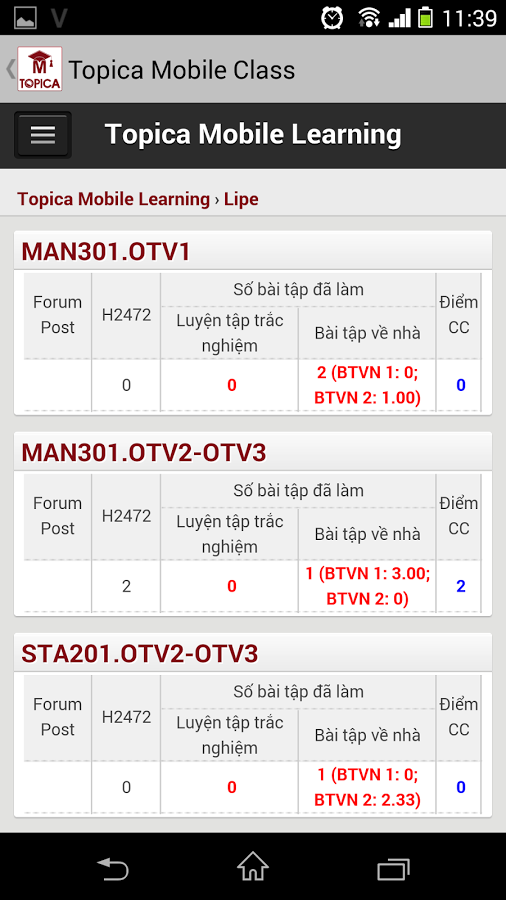 11:39
M
TOPICA
Topica Mobile Class
Topica Mobile Learning
Topica Mobile Learning › Lipe
MAN301.OTV1
Forum Post
H2472
Số bài tập đã làm
Luyện tập trắc nghiệm
Bài tập về nhà
Điểm CC
0
0
2 (BTVN 1: 0;
BTVN 2: 1.00)
0
MAN301.OTV2-OTV3
Forum Post
H2472
Số bài tập đã làm
Luyện tập trắc nghiệm
Bài tập về nhà
Điểm CC
2
0
1 (BTVN 1: 3.00;
BTVN 2: 0)
2
STA201.OTV2-OTV3
Forum Post
H2472
Số bài tập đã làm
Luyện tập trắc nghiệm
Bài tập về nhà
Điểm CC
0
0
1 (BTVN 1: 0;
BTVN 2: 2.33)
0